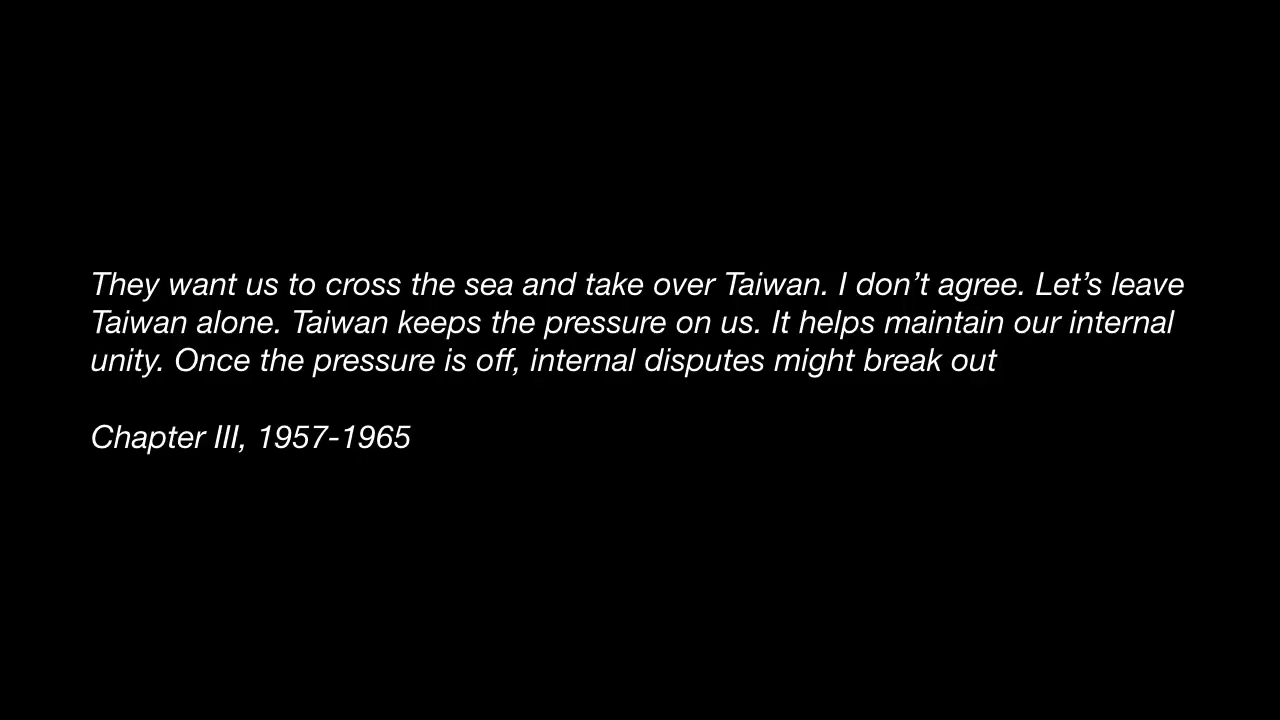 They want us to cross the sea and take over Taiwan. I don’t agree. Let’s leave
Taiwan alone. Taiwan keeps the pressure on us. It helps maintain our internal
unity. Once the pressure is off, internal disputes might break out
Chapter III, 1957-1965